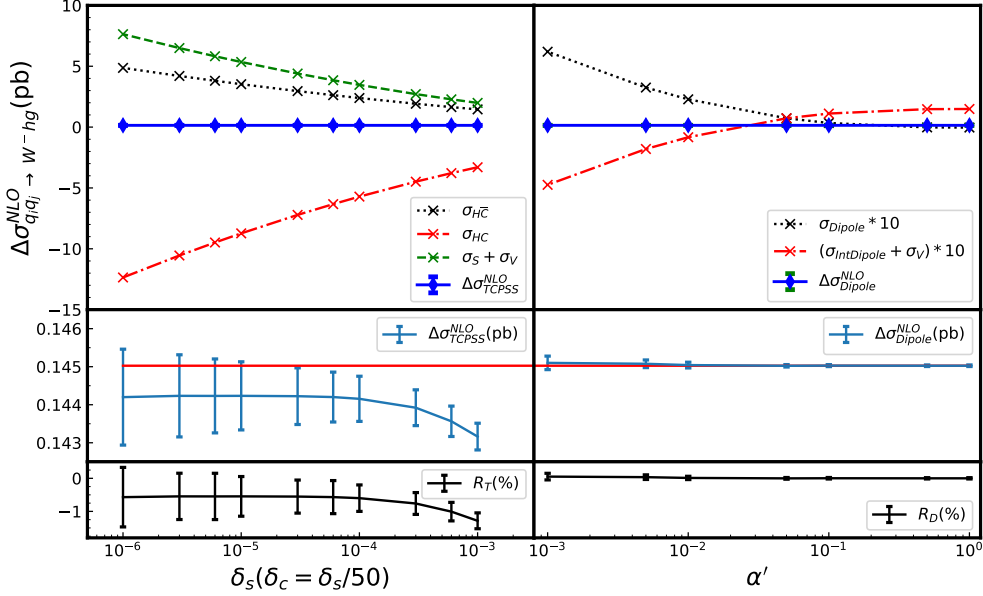 Δσ^{NLO}_{q_i q_j → W^- hg}(pb)
10
5
0
−5
−10
−15
σ_{HC̅}
σ_{HC}
σ_S + σ_V
Δσ^{NLO}_{TCPSS}
σ_{Dipole} * 10
(σ_{IntDipole} + σ_V) * 10
Δσ^{NLO}_{Dipole}
0.146
0.145
0.144
0.143
Δσ^{NLO}_{TCPSS}(pb)
Δσ^{NLO}_{Dipole}(pb)
0
−1
R_T(%)
R_D(%)
10^{−6}
10^{−5}
10^{−4}
10^{−3}
10^{−3}
10^{−2}
10^{−1}
10^{0}
δ_s(δ_c = δ_s/50)
α′